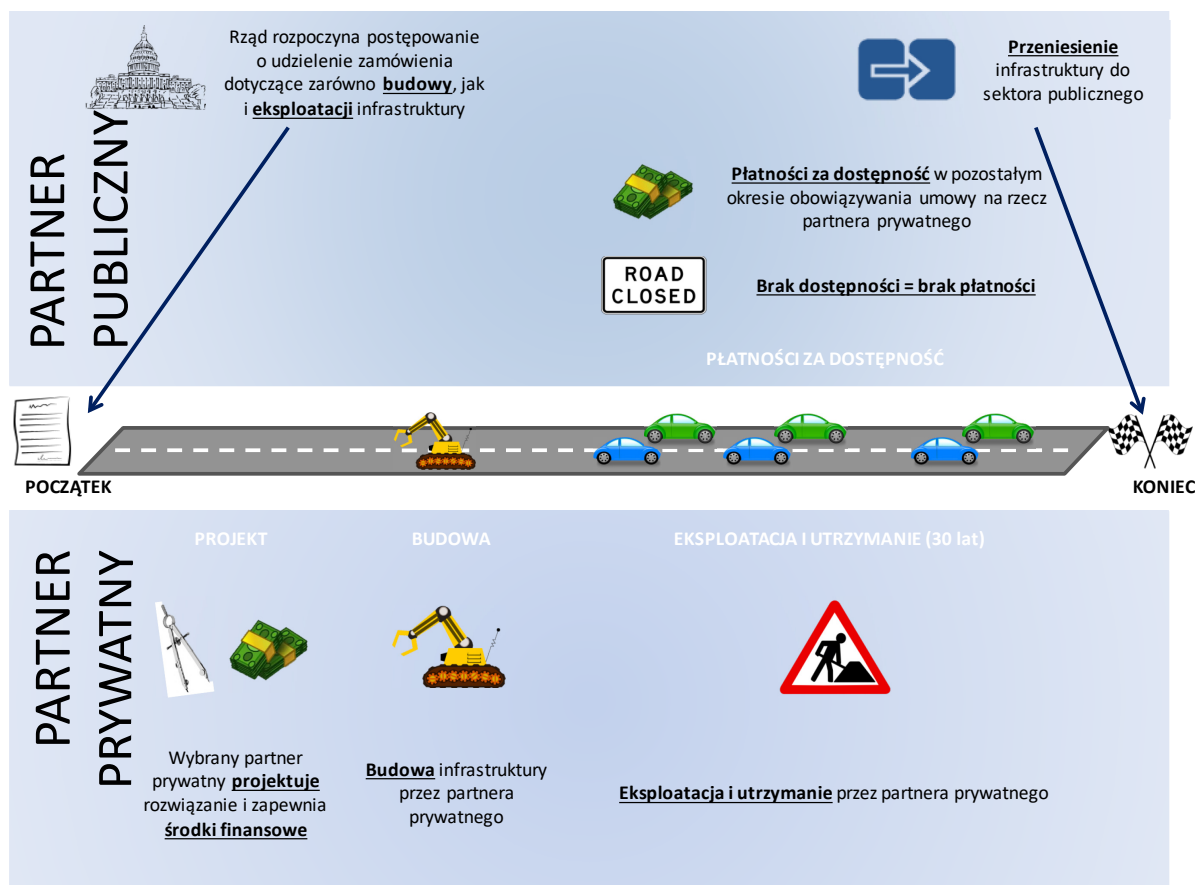 PARTNER
PUBLICZNY
Rząd rozpoczyna postępowanie
o udzielenie zamówienia
dotyczące zarówno budowy, jak
i eksploatacji infrastruktury
Przeniesienie
infrastruktury do
sektora publicznego
Płatności za dostępność w pozostałym
okresie obowiązywania umowy na rzecz
partnera prywatnego
ROAD
CLOSED
Brak dostępności = brak płatności
PŁATNOŚCI ZA DOSTĘPNOŚĆ
POCZĄTEK
KONIEC
PARTNER
PRYWATNY
PROJEKT
BUDOWA
EKSPLOATACJA I UTRZYMANIE (30 lat)
Wybrany partner
prywatny projektuje
rozwiązanie i zapewnia
środki finansowe
Budowa infrastruktury
przez partnera
prywatnego
Eksploatacja i utrzymanie przez partnera prywatnego